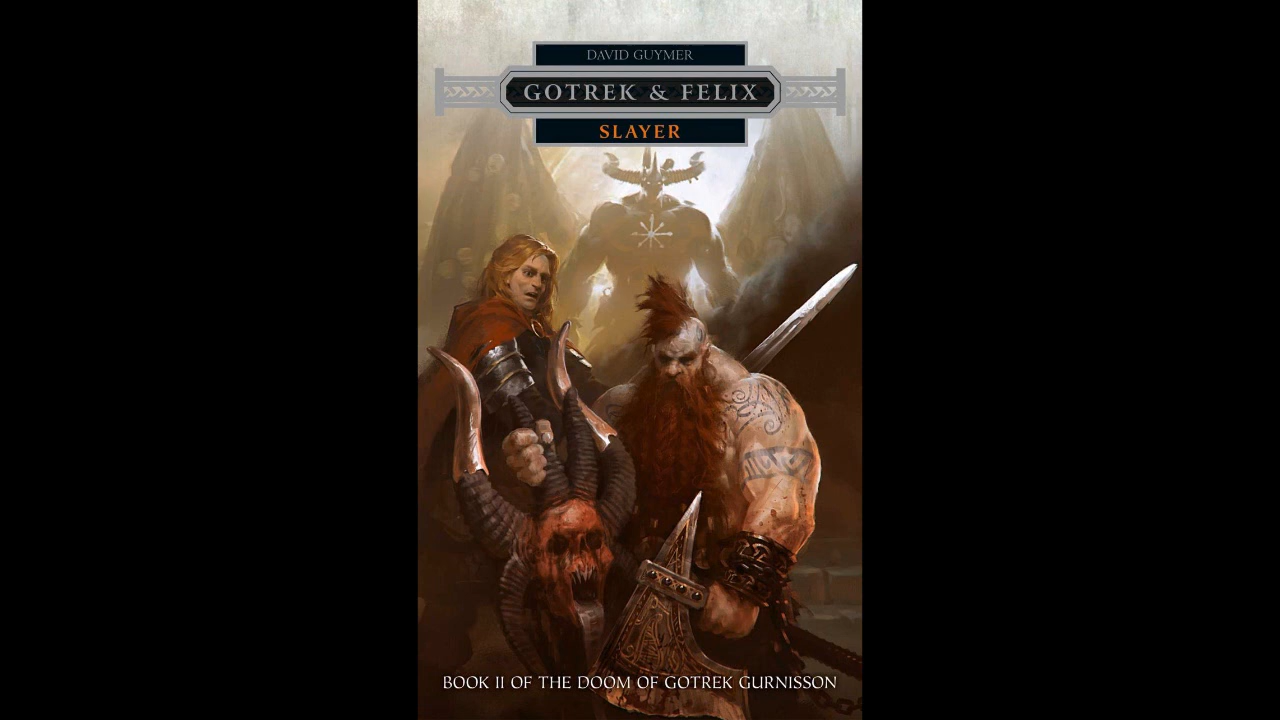 DAVID GUYMER
GOTREK & FELIX
SLAYER
BOOK II OF THE DOOM OF GOTREK GURNISSON